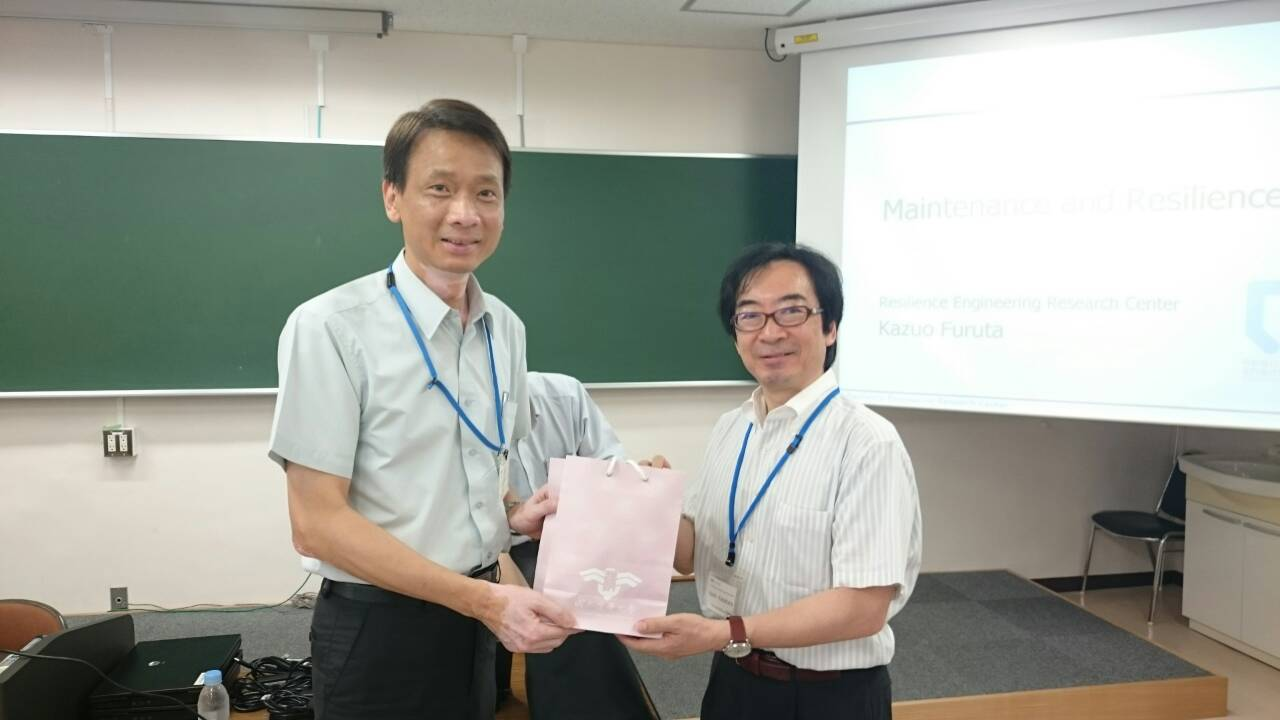 Maintenance and Resilience
Resilience Engineering Research Center
Kazuo Furuta